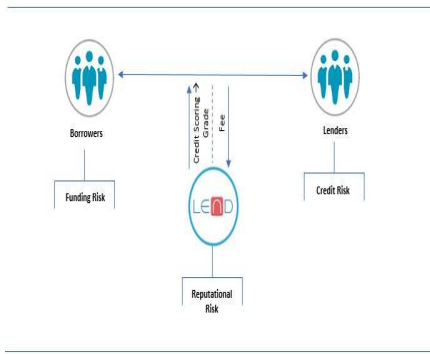 Credit Scoring →
Grade
Fee
Borrowers
Lenders
Funding Risk
Credit Risk
LEND
Reputational
Risk